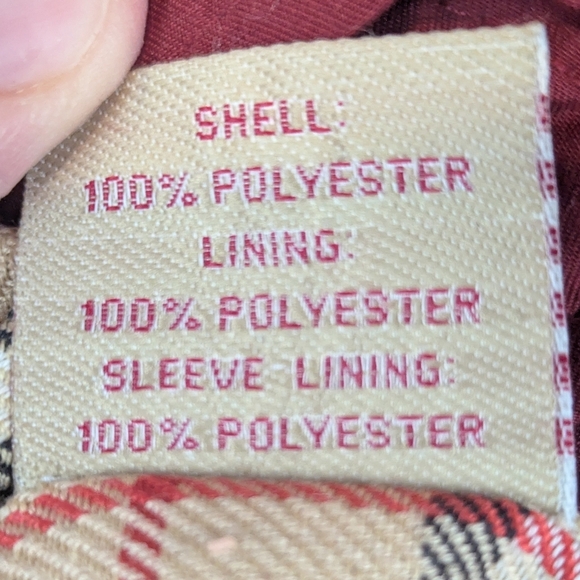 SHELL:
100% POLYESTER
LINING:
100% POLYESTER
SLEEVE LINING:
100% POLYESTER